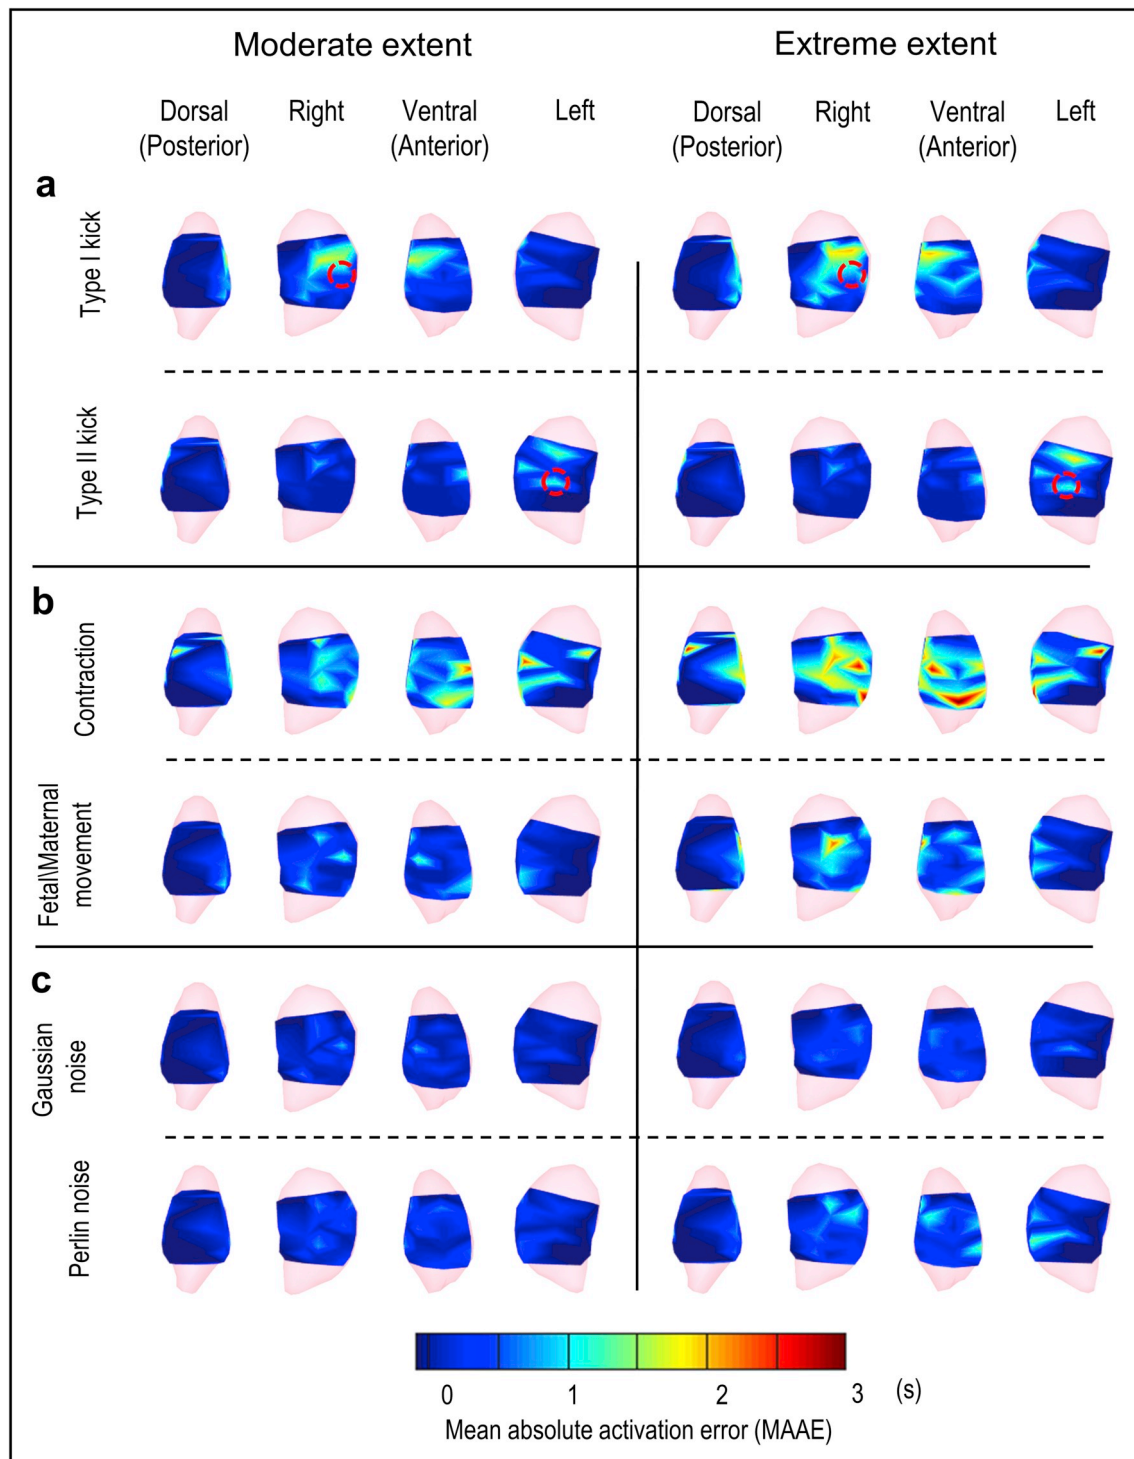 Moderate extent
Extreme extent
Dorsal
(Posterior)
Right
Ventral
(Anterior)
Left
Dorsal
(Posterior)
Right
Ventral
(Anterior)
Left
a
Type I kick
Type II kick
b
Contraction
Fetal\Maternal
movement
c
Gaussian
noise
Perlin noise
0 1 2 3 (s)
Mean absolute activation error (MAAE)